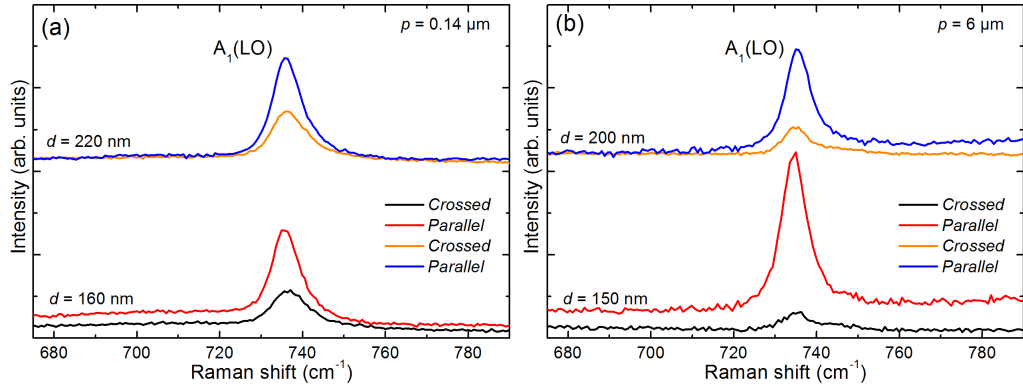 (a)
p = 0.14 μm
A₁(LO)
d = 220 nm
Crossed
Parallel
Crossed
Parallel
d = 160 nm
Intensity (arb. units)
680 700 720 740 760 780
Raman shift (cm⁻¹)
(b)
p = 6 μm
A₁(LO)
d = 200 nm
Crossed
Parallel
Crossed
Parallel
d = 150 nm
Intensity (arb. units)
680 700 720 740 760 780
Raman shift (cm⁻¹)